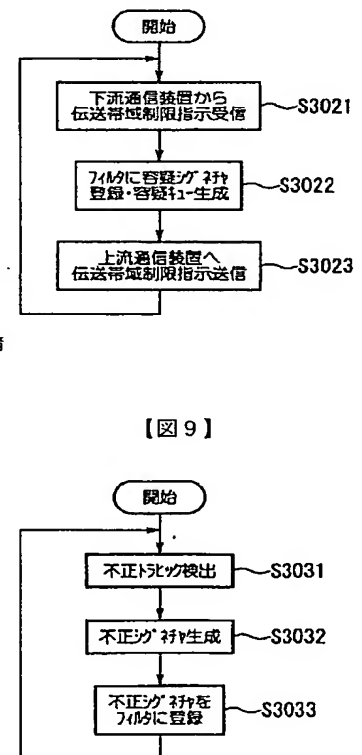 開始
下流通信装置から
伝送帯域制限指示受信
S3021
フィルタに容疑シグネチャ
登録・容疑キュー生成
S3022
上流通信装置へ
伝送帯域制限指示送信
S3023
【図9】
開始
不正トラヒック検出
S3031
不正シグネチャ生成
S3032
不正シグネチャを
フィルタに登録
S3033